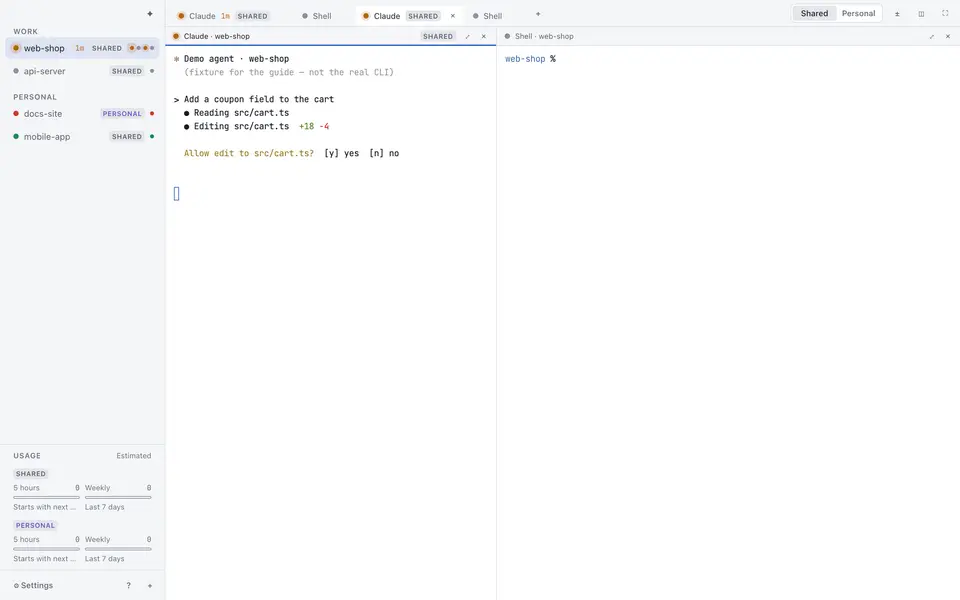 WORK
web-shop 1m SHARED
api-server SHARED
PERSONAL
docs-site PERSONAL
mobile-app SHARED
USAGE Estimated
SHARED
5 hours 0 Weekly 0
Starts with next ... Last 7 days
PERSONAL
5 hours 0 Weekly 0
Starts with next ... Last 7 days
Settings ?
Claude 1m SHARED
Shell
Claude SHARED ×
Shell
+
Shared Personal
Claude · web-shop SHARED
✻ Demo agent · web-shop
(fixture for the guide — not the real CLI)
> Add a coupon field to the cart
● Reading src/cart.ts
● Editing src/cart.ts +18 -4
Allow edit to src/cart.ts? [y] yes [n] no
Shell · web-shop
web-shop %